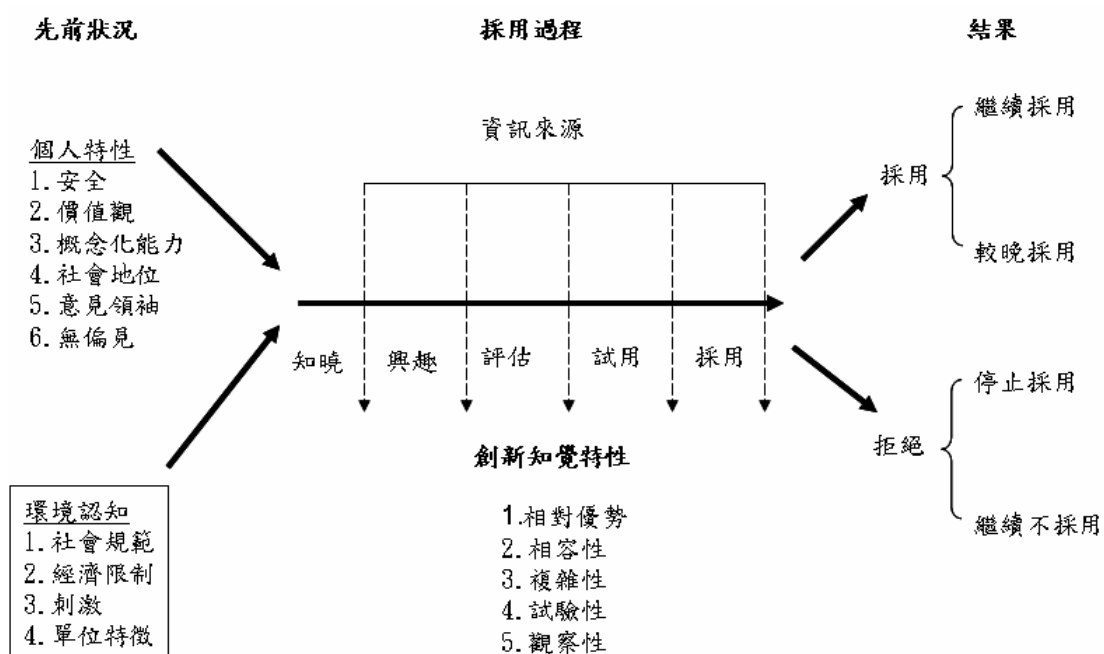 先前狀況
採用過程
結果
資訊來源
個人特性
1.安全
2.價值觀
3.概念化能力
4.社會地位
5.意見領袖
6.無偏見
環境認知
1.社會規範
2.經濟限制
3.刺激
4.單位特徵
知曉
興趣
評估
試用
採用
創新知覺特性
1.相對優勢
2.相容性
3.複雜性
4.試驗性
5.觀察性
採用
繼續採用
較晚採用
拒絕
停止採用
繼續不採用